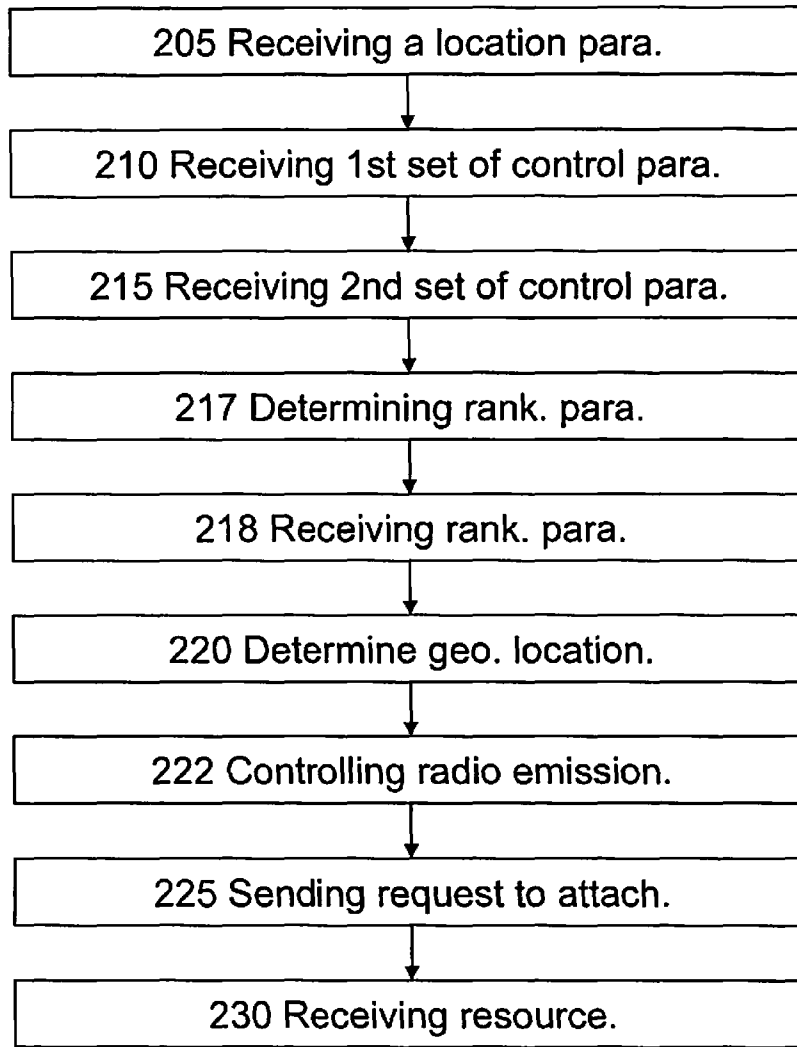 205 Receiving a location para.
210 Receiving 1st set of control para.
215 Receiving 2nd set of control para.
217 Determining rank. para.
218 Receiving rank. para.
220 Determine geo. location.
222 Controlling radio emission.
225 Sending request to attach.
230 Receiving resource.